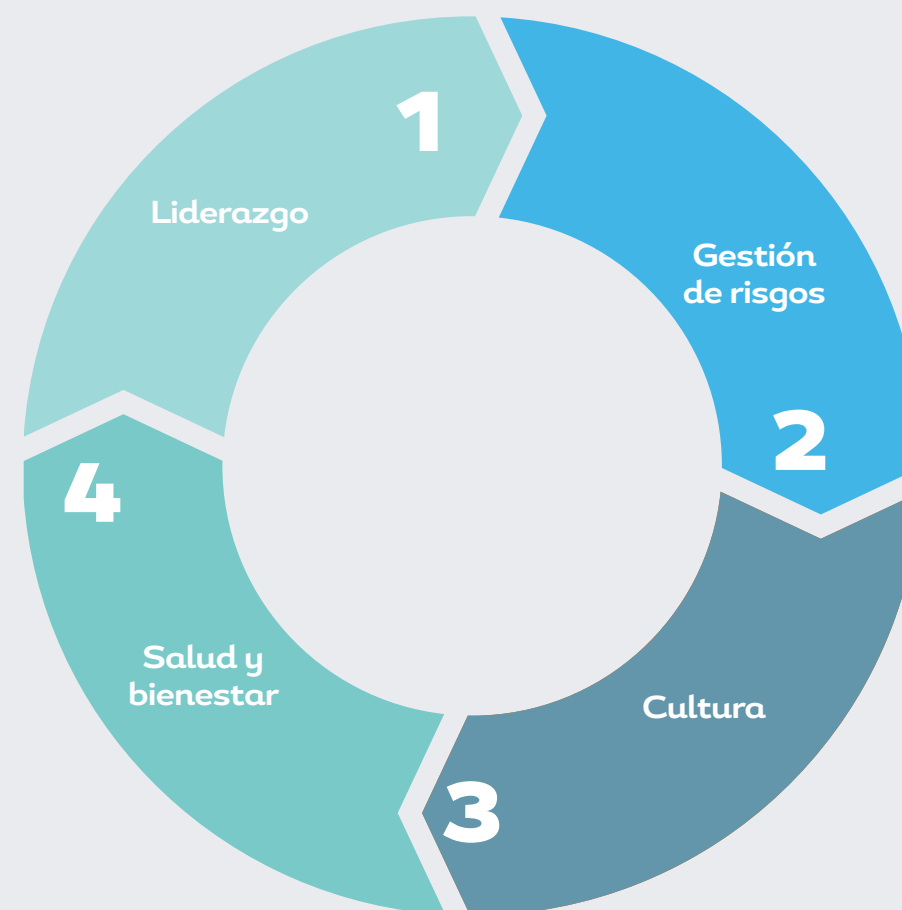 1
Liderazgo
Gestión
de risgos
2
Cultura
3
Salud y
bienestar
4